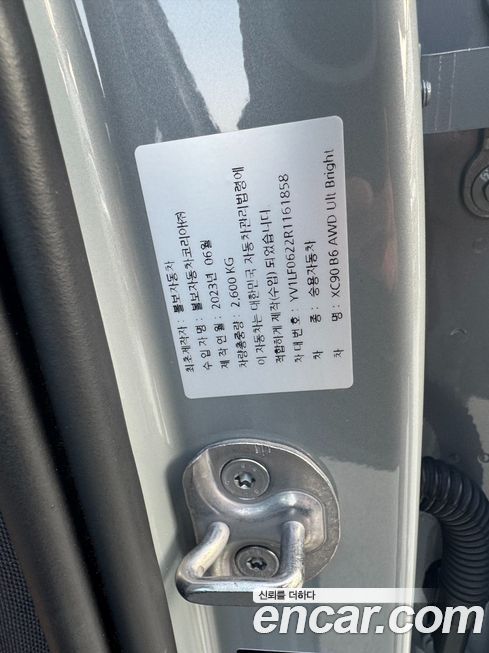 최초제작자 : 볼보자동차
수 입 자 명 : 볼보자동차코리아㈜
제 작 연 월 : 2023년 06월
차량총중량 : 2,600 KG
이 자동차는 대한민국 자동차관리법령에
적합하게 제작(수입) 되었습니다.
차 대 번 호 : YV1LF0622R1161858
차 종 : 승용자동차
차 명 : XC90 B6 AWD Ult Bright
신뢰를 더하다
encar.com